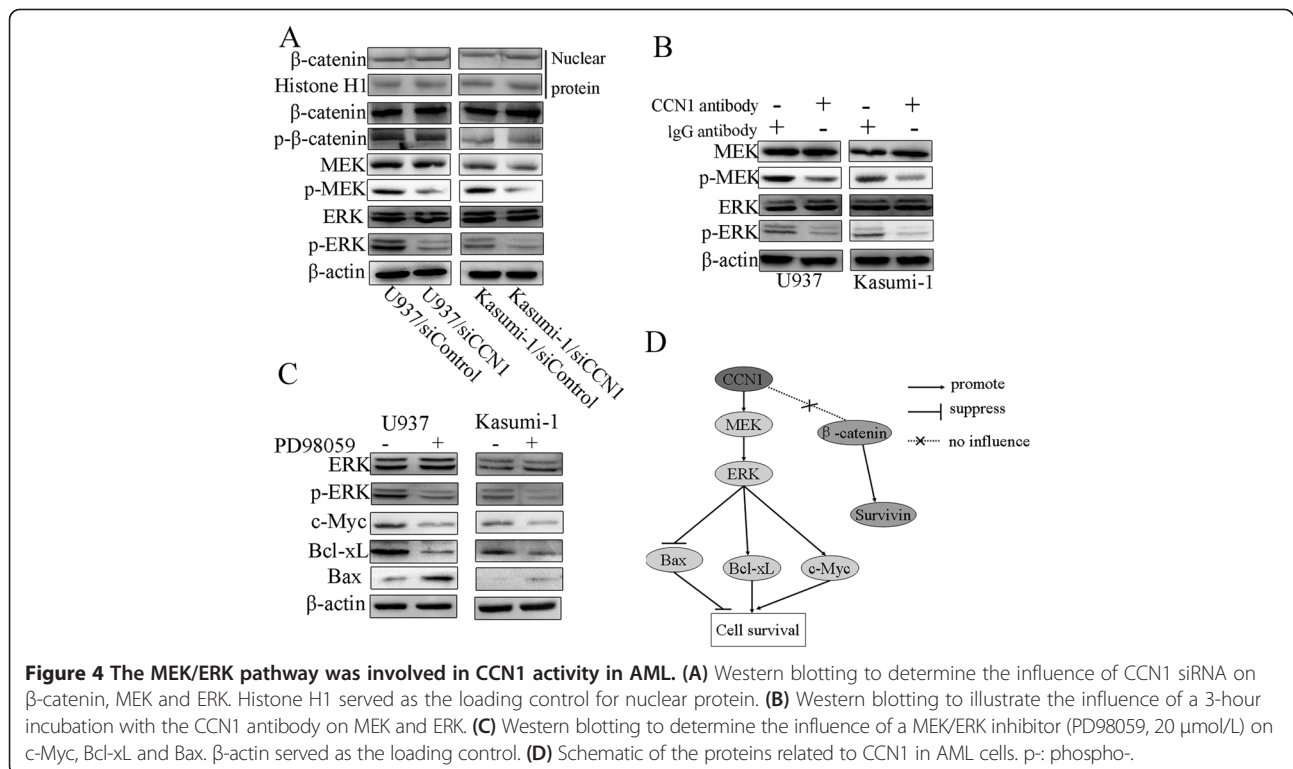 A
β-catenin
Nuclear
Histone H1
protein
β-catenin
p-β-catenin
MEK
p-MEK
ERK
p-ERK
β-actin
U937/siControl
U937/siCCN1
Kasumi-1/siControl
Kasumi-1/siCCN1
B
CCN1 antibody - + - +
IgG antibody + - + -
MEK
p-MEK
ERK
p-ERK
β-actin
U937 Kasumi-1
C
U937 Kasumi-1
PD98059 - + - +
ERK
p-ERK
c-Myc
Bcl-xL
Bax
β-actin
D
CCN1
MEK
ERK
β-catenin
Survivin
Bax
Bcl-xL
c-Myc
Cell survival
promote
suppress
no influence
Figure 4 The MEK/ERK pathway was involved in CCN1 activity in AML. (A) Western blotting to determine the influence of CCN1 siRNA on
β-catenin, MEK and ERK. Histone H1 served as the loading control for nuclear protein. (B) Western blotting to illustrate the influence of a 3-hour
incubation with the CCN1 antibody on MEK and ERK. (C) Western blotting to determine the influence of a MEK/ERK inhibitor (PD98059, 20 μmol/L) on
c-Myc, Bcl-xL and Bax. β-actin served as the loading control. (D) Schematic of the proteins related to CCN1 in AML cells. p-: phospho-.